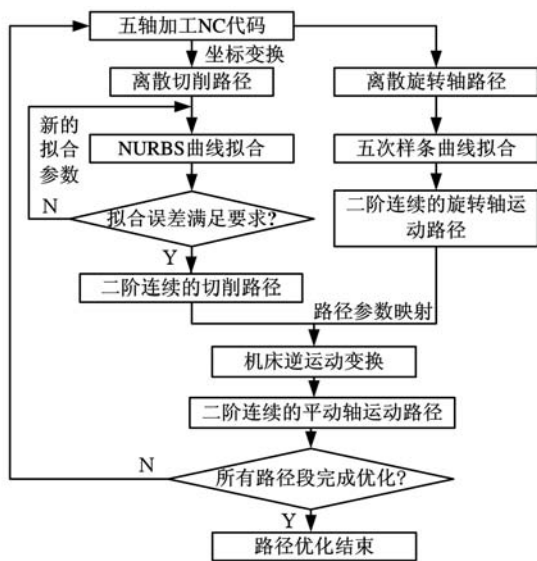 五轴加工NC代码
坐标变换
离散切削路径
离散旋转轴路径
新的
拟合
参数
NURBS曲线拟合
五次样条曲线拟合
N
拟合误差满足要求?
二阶连续的旋转轴运
动路径
Y
二阶连续的切削路径
路径参数映射
机床逆运动变换
二阶连续的平动轴运动路径
N
所有路径段完成优化?
Y
路径优化结束